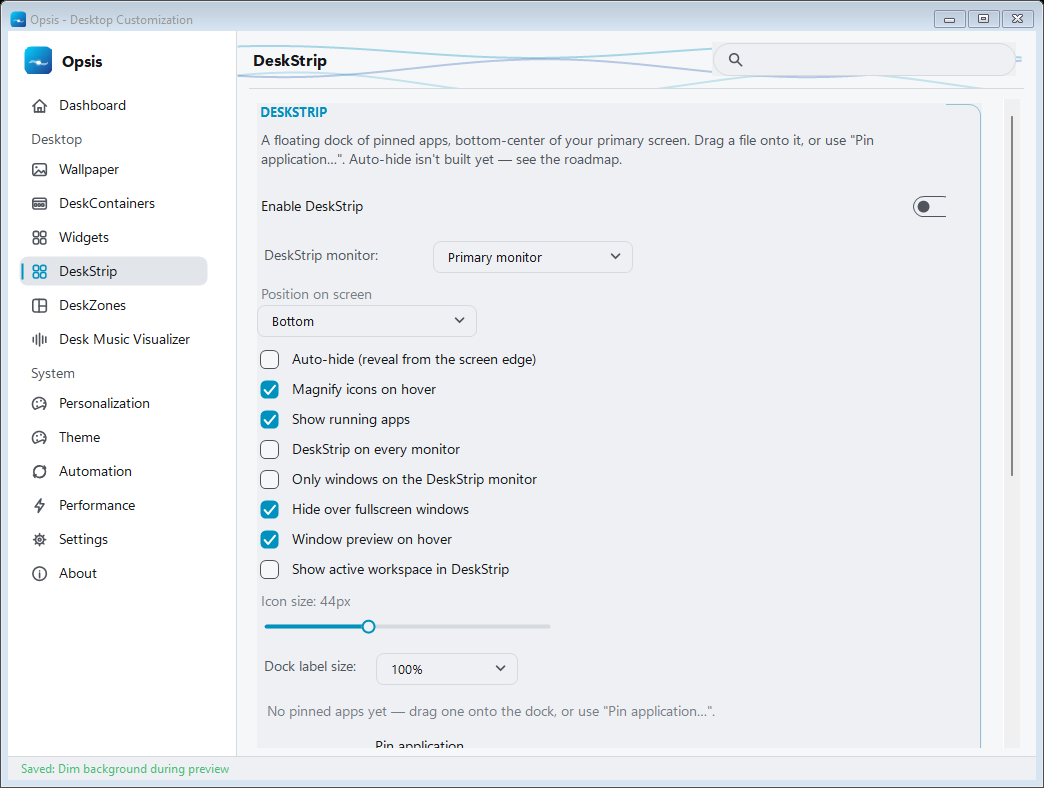 Opsis - Desktop Customization
Opsis
Dashboard
Desktop
Wallpaper
DeskContainers
Widgets
DeskStrip
DeskZones
Desk Music Visualizer
System
Personalization
Theme
Automation
Performance
Settings
About
DeskStrip
DESKSTRIP
A floating dock of pinned apps, bottom-center of your primary screen. Drag a file onto it, or use "Pin
application...". Auto-hide isn't built yet — see the roadmap.
Enable DeskStrip
DeskStrip monitor:
Primary monitor
Position on screen
Bottom
Auto-hide (reveal from the screen edge)
Magnify icons on hover
Show running apps
DeskStrip on every monitor
Only windows on the DeskStrip monitor
Hide over fullscreen windows
Window preview on hover
Show active workspace in DeskStrip
Icon size: 44px
Dock label size:
100%
No pinned apps yet — drag one onto the dock, or use "Pin application...".
Pin application
Saved: Dim background during preview